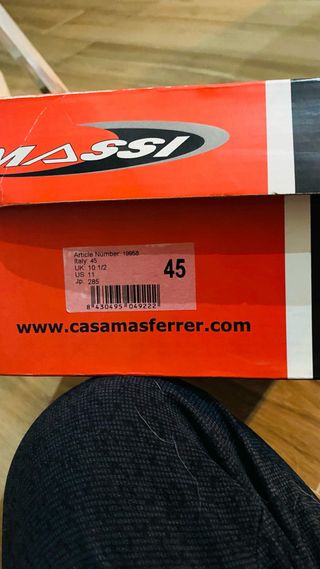 MASSI
Article Number: 19958
Italy: 45
UK: 10 1/2
US: 11
Jp.: 285
45
8 430495 049222
www.casamasferrer.com